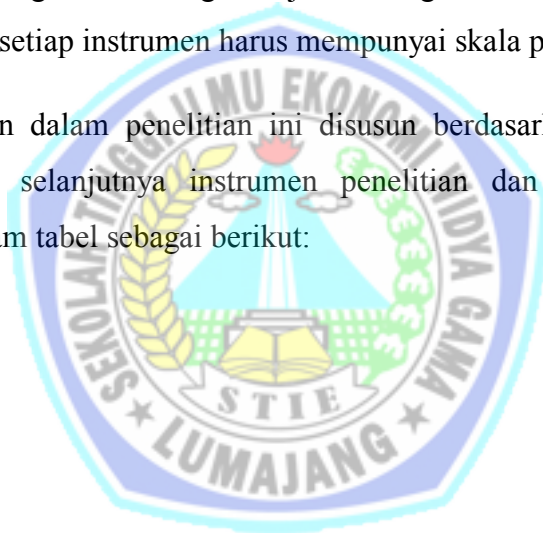 setiap instrumen harus mempunyai skala
dalam penelitian ini disusun
selanjutnya instrumen penelitian dan
tabel sebagai berikut:
SEKOLAH TINGGI ILMU EKONOMI WIDYA GAMA
STIE
LUMAJANG